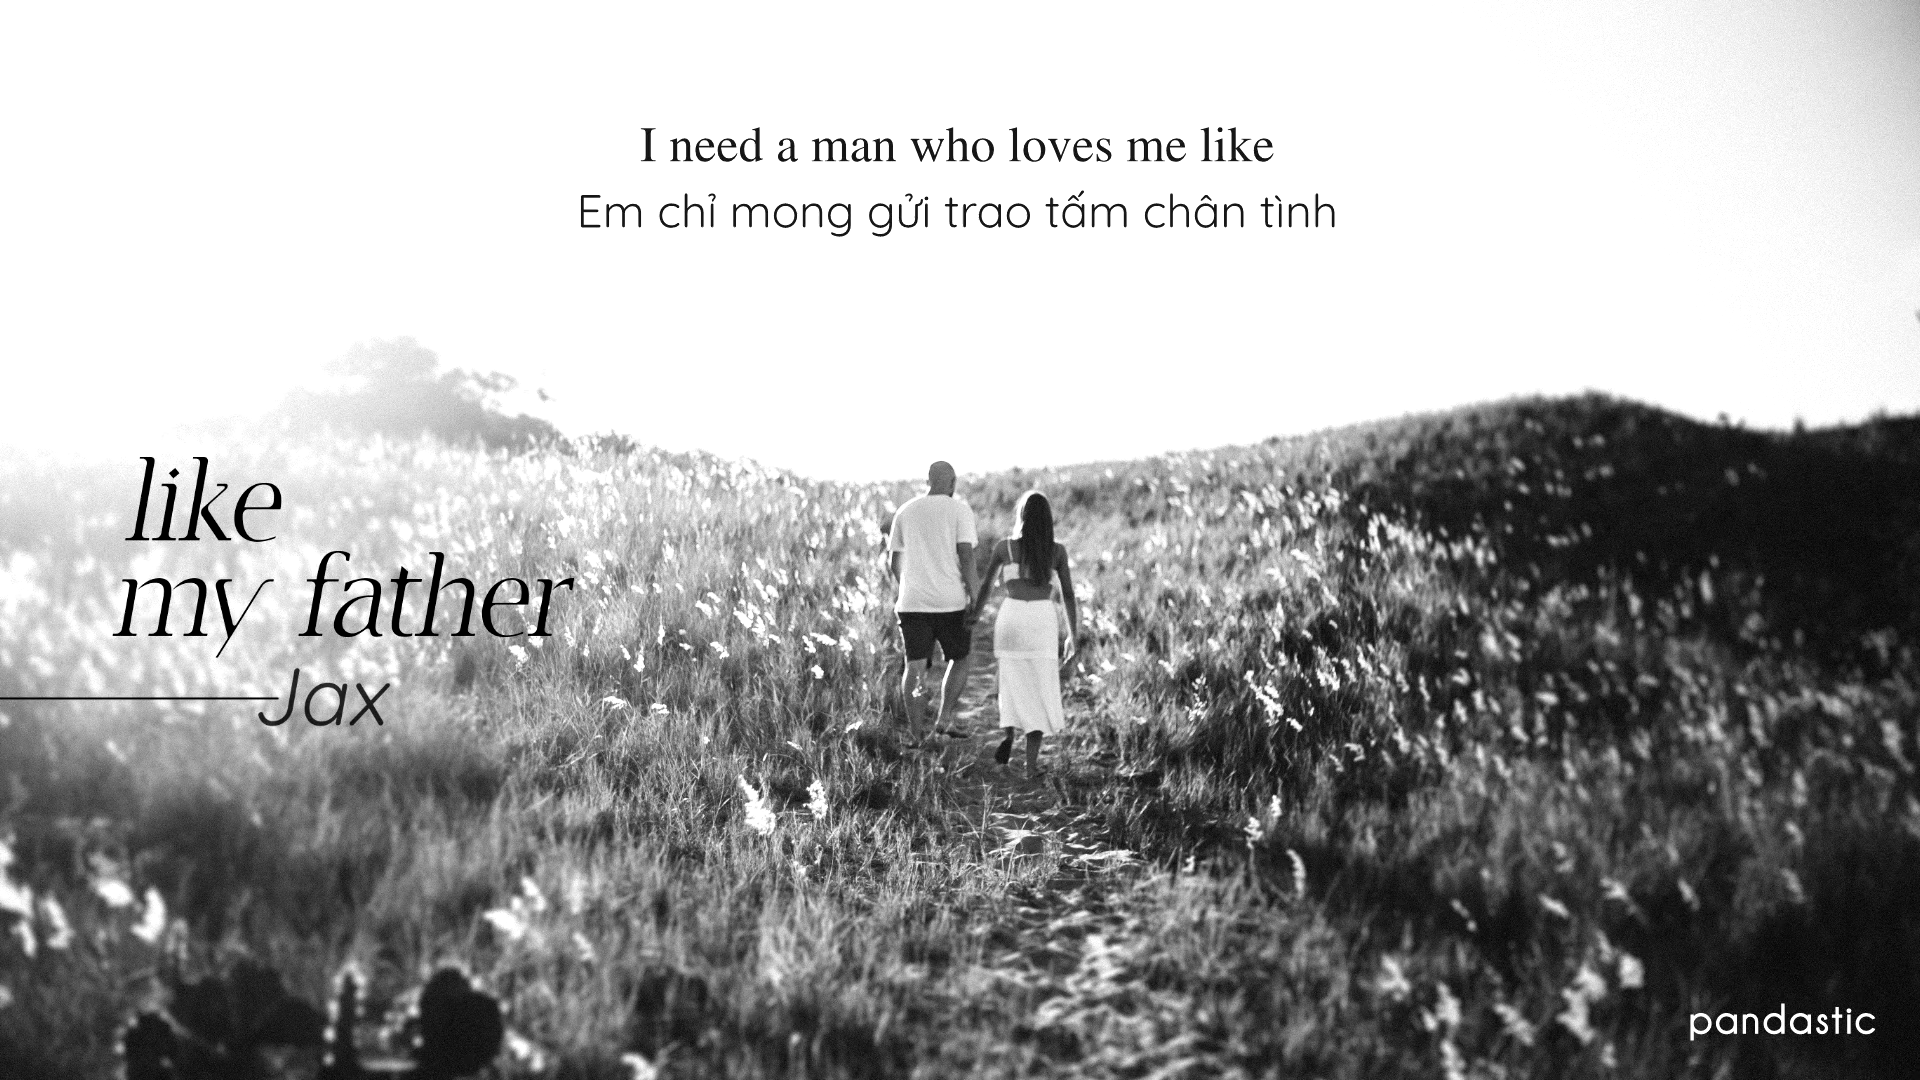 I need a man who loves me like
Em chỉ mong gửi trao tấm chân tình
like
my father
Jax
pandastic